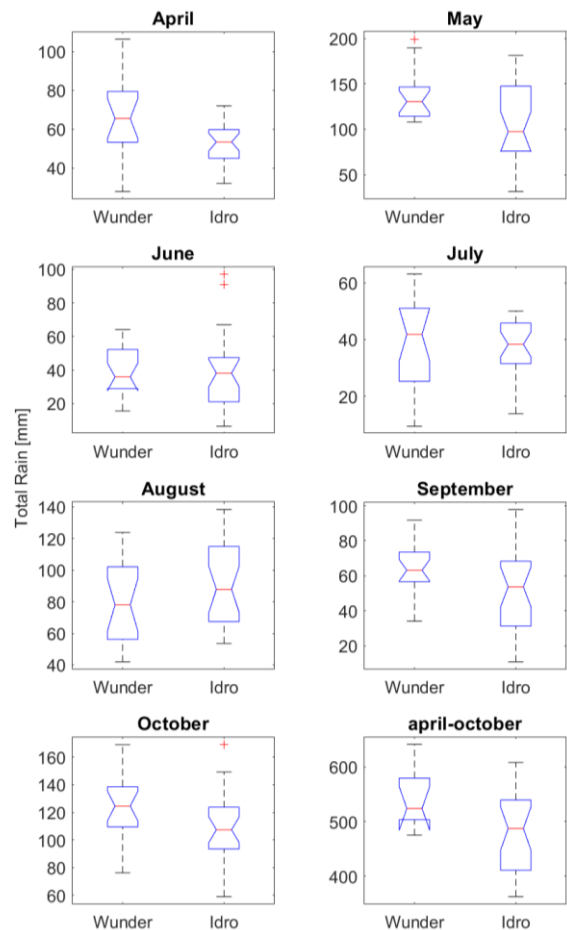 April
May
100
80
60
40
Wunder
Idro
200
150
100
50
Wunder
Idro
June
July
100
80
60
40
20
Wunder
Idro
60
40
20
Wunder
Idro
Total Rain [mm]
August
September
140
120
100
80
60
40
Wunder
Idro
100
80
60
40
20
Wunder
Idro
October
april-october
160
140
120
100
80
60
Wunder
Idro
600
500
400
Wunder
Idro